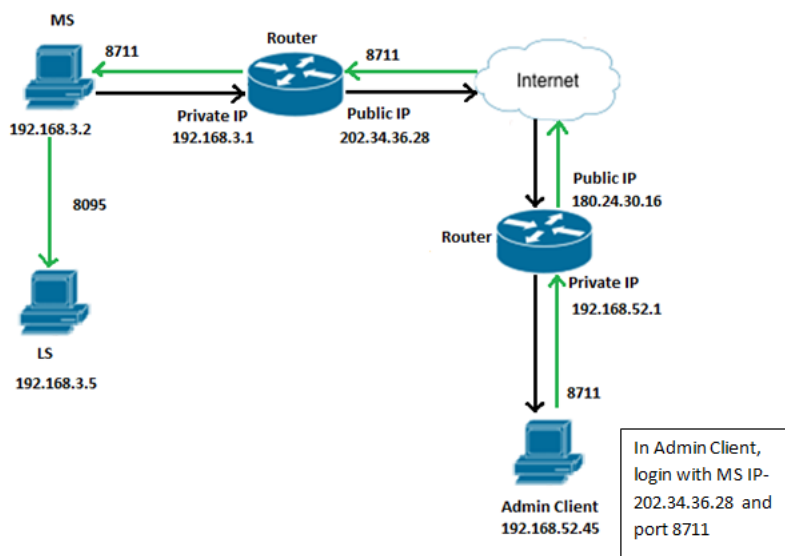 MS
8711
Router
8711
Internet
192.168.3.2
Private IP
192.168.3.1
Public IP
202.34.36.28
8095
Public IP
180.24.30.16
Router
Private IP
192.168.52.1
LS
192.168.3.5
8711
Admin Client
192.168.52.45
In Admin Client,
login with MS IP-
202.34.36.28 and
port 8711